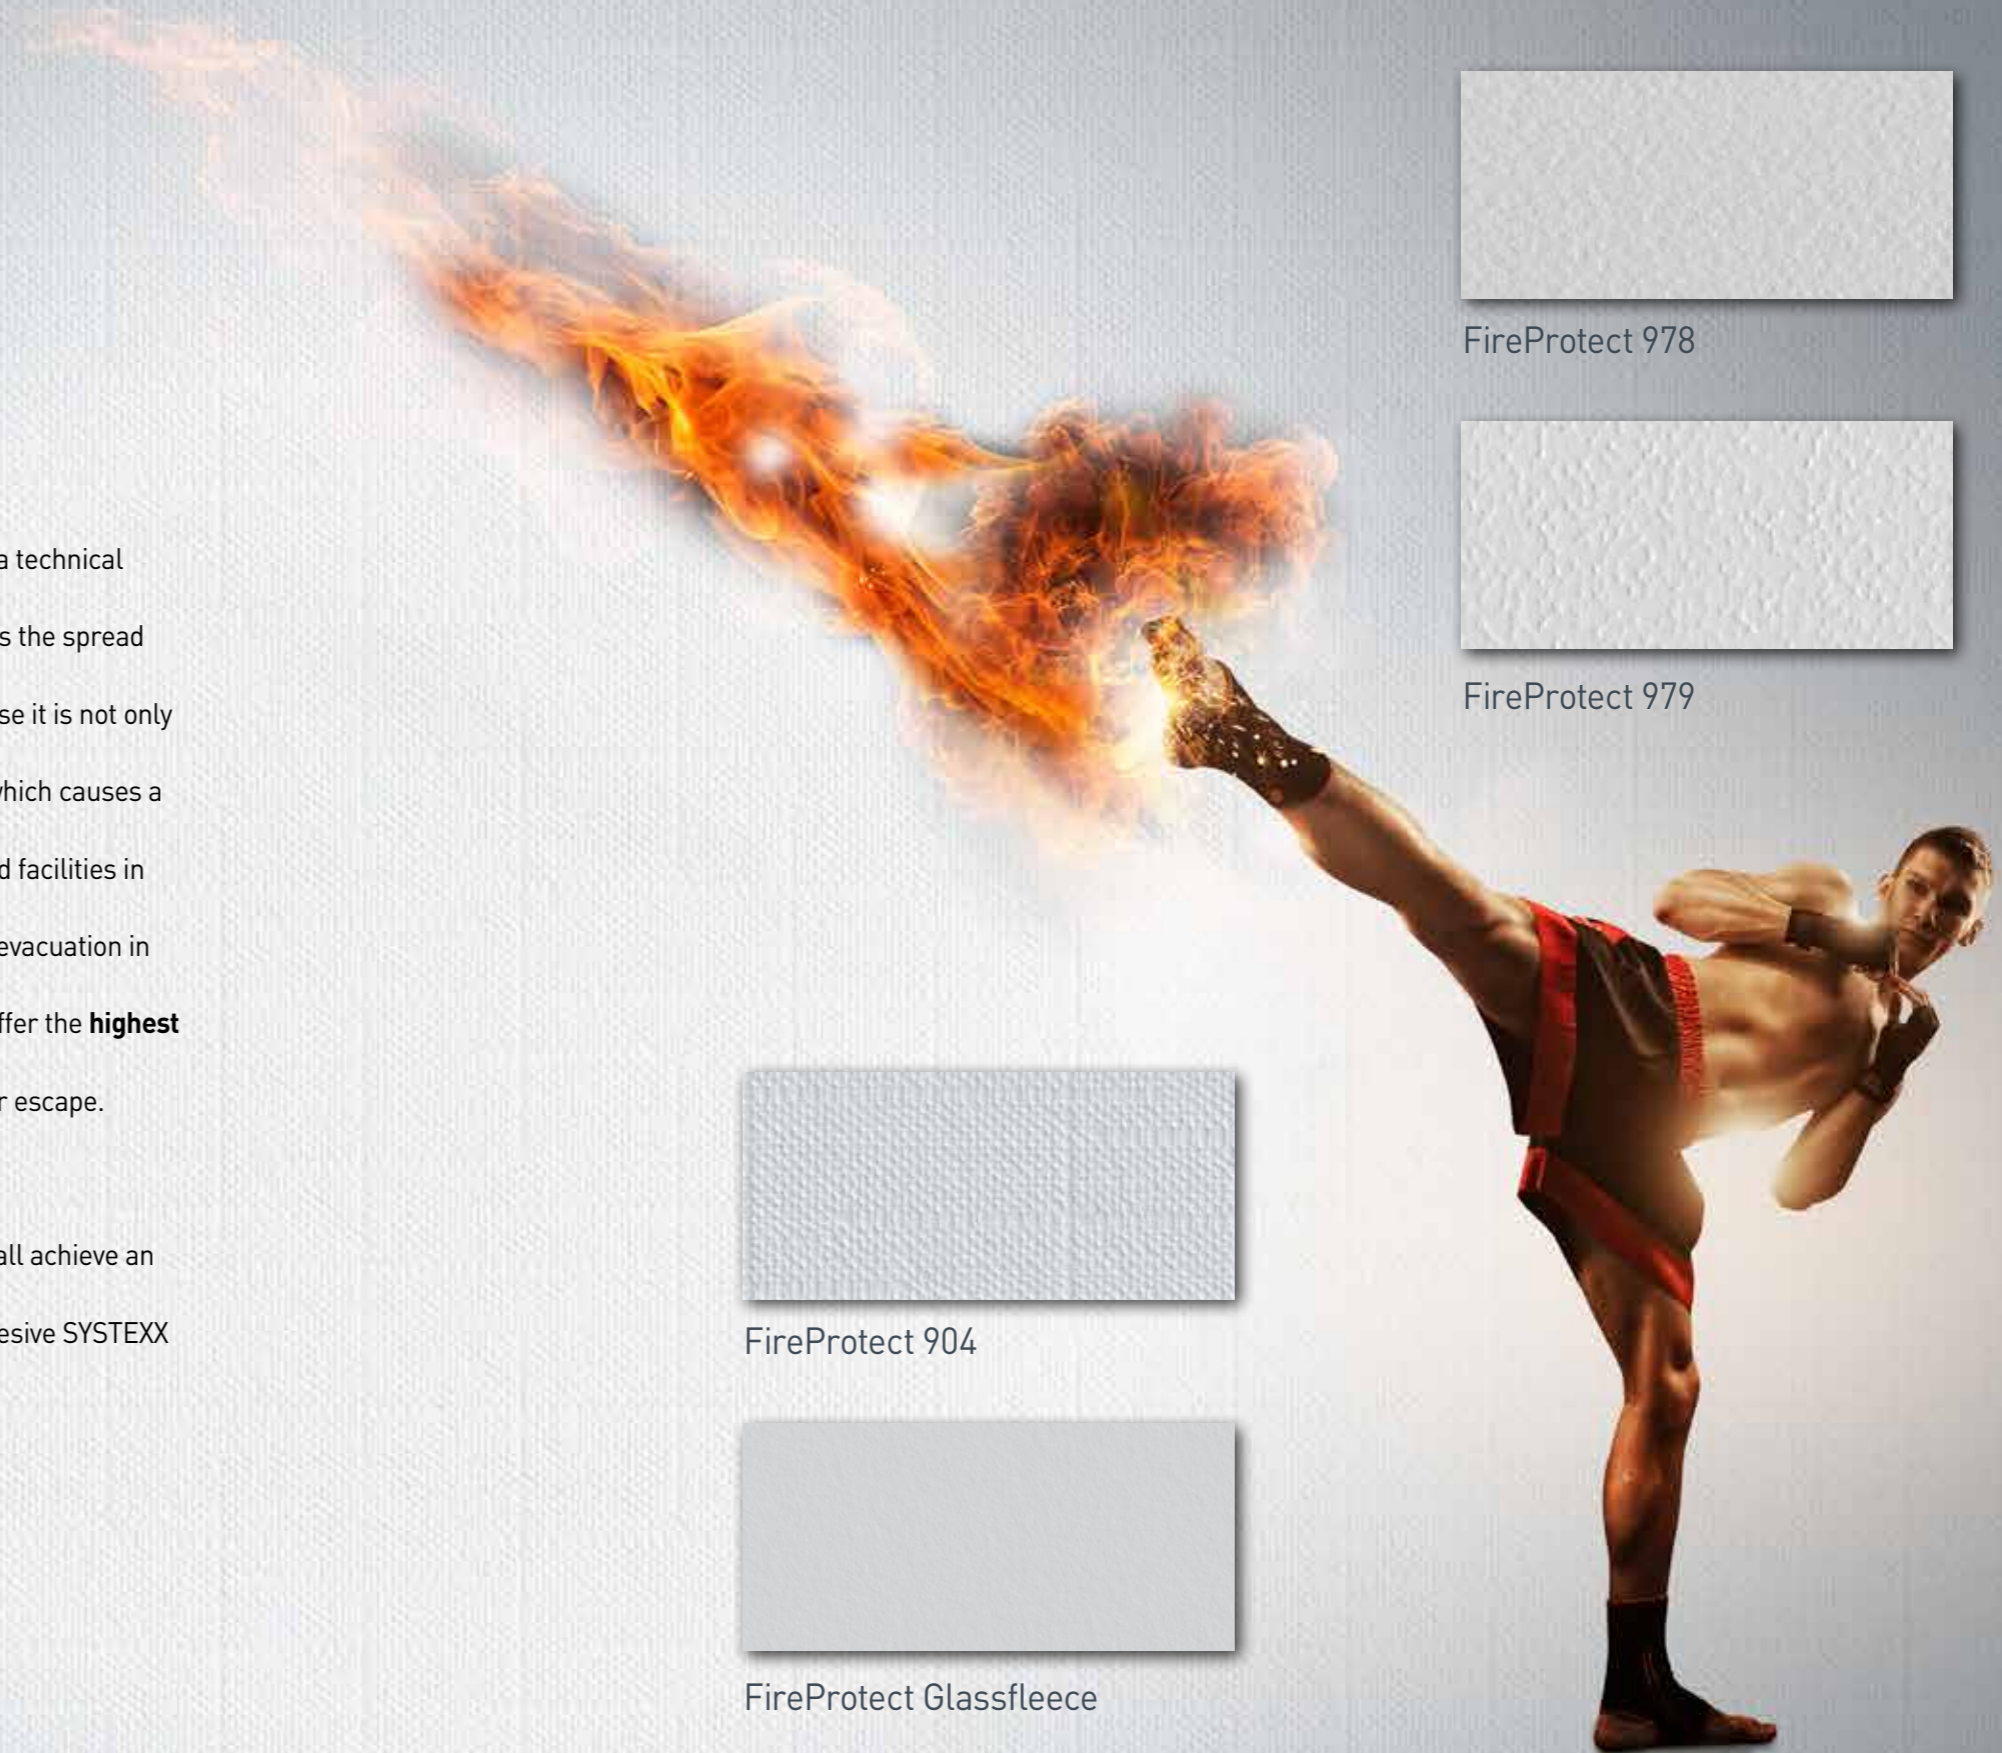 a technical
s the spread
se it is not only
which causes a
d facilities in
evacuation in
ffer the highest
r escape.
all achieve an
esive SYSTEXX
FireProtect 978
FireProtect 979
FireProtect 904
FireProtect Glassfleece